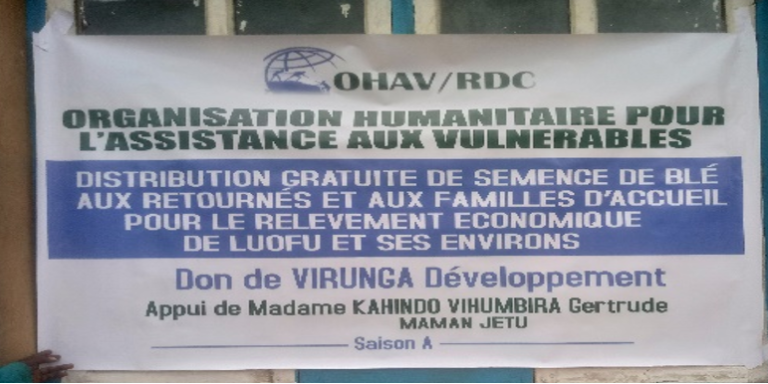 OHAV/RDC
ORGANISATION HUMANITAIRE POUR
L'ASSISTANCE AUX VULNERABLES
DISTRIBUTION GRATUITE DE SEMENCE DE BLÉ
AUX RETOURNÉS ET AUX FAMILLES D'ACCUEIL
POUR LE RELEVEMENT ECONOMIQUE
DE LUOFU ET SES ENVIRONS
Don de VIRUNGA Développement
Appui de Madame KAHINDO VIHUMBIRA Gertrude
MAMAN JETU
Saison A